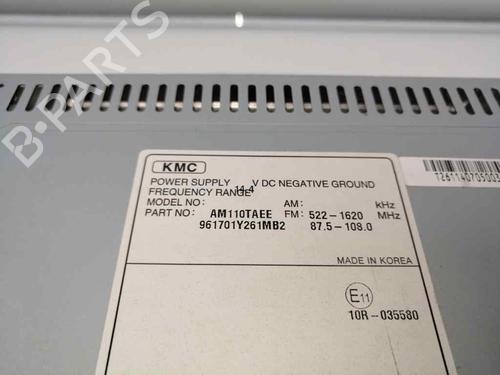 KMC
POWER SUPPLY 14.4 V DC NEGATIVE GROUND
FREQUENCY RANGE
MODEL NO: AM: kHz
PART NO: AM110TAEE FM: 522-1620 MHz
961701Y261MB2 87.5-108.0
MADE IN KOREA
E11
10R-035580
B-PARTS